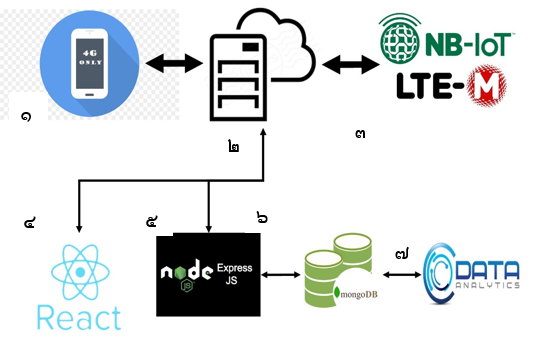 4G
ONLY
NB-IoT
LTE-M
๑
๒
๓
๔
๕
๖
node
JS
Express
JS
mongoDB
๗
DATA
ANALYTICS
React